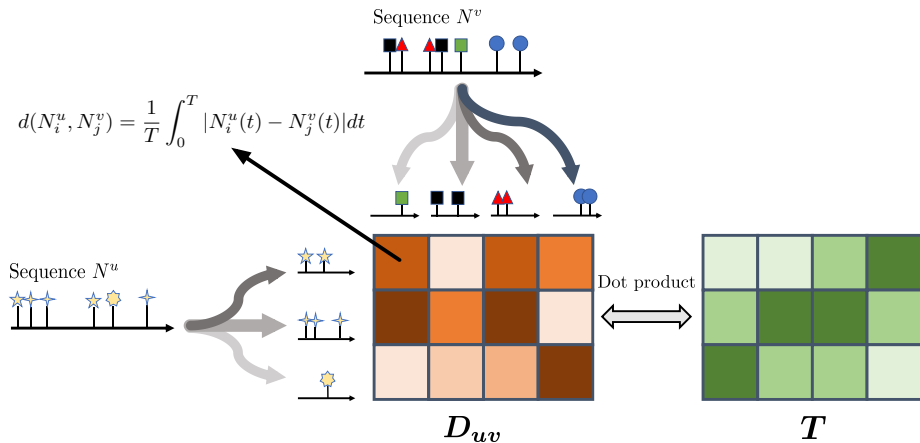 Sequence N^v
d(N_i^u, N_j^v) = \frac{1}{T} \int_0^T |N_i^u(t) − N_j^v(t)|dt
Sequence N^u
Dot product
D_{uv}
T